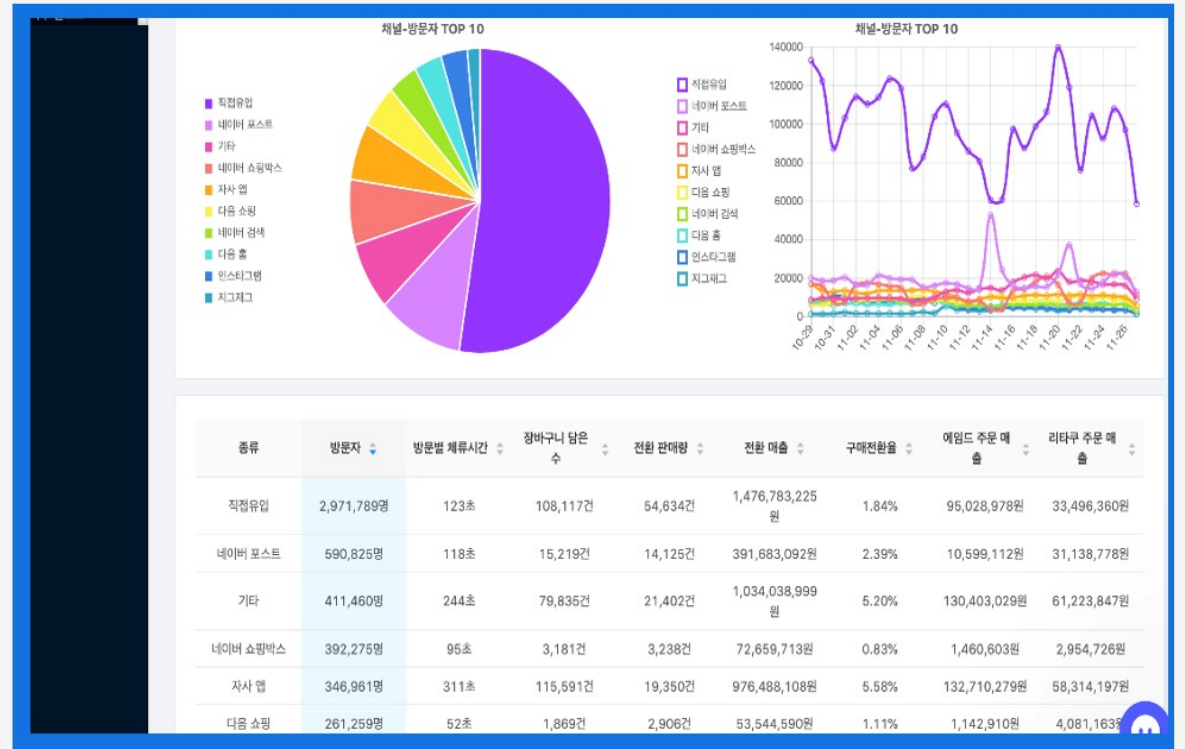 채널-방문자 TOP 10
직접유입
네이버 포스트
기타
네이버 쇼핑박스
자사 앱
다음 쇼핑
네이버 검색
다음 홈
인스타그램
지그재그
채널-방문자 TOP 10
직접유입
네이버 포스트
기타
네이버 쇼핑박스
자사 앱
다음 쇼핑
네이버 검색
다음 홈
인스타그램
지그재그
140000
120000
100000
80000
60000
40000
20000
0
10-29 10-31 11-02 11-04 11-06 11-08 11-10 11-12 11-14 11-16 11-18 11-20 11-22 11-24 11-26
종류 방문자 방문별 체류시간 장바구니 담은 수 전환 판매량 전환 매출 구매전환율 에임드 주문 매출 리타쿠 주문 매출
직접유입 2,971,789명 123초 108,117건 54,634건 1,476,783,225원 1.84% 95,028,978원 33,496,360원
네이버 포스트 590,825명 118초 15,219건 14,125건 391,683,092원 2.39% 10,599,112원 31,138,778원
기타 411,460명 244초 79,835건 21,402건 1,034,038,999원 5.20% 130,403,029원 61,223,847원
네이버 쇼핑박스 392,275명 95초 3,181건 3,238건 72,659,713원 0.83% 1,460,603원 2,954,726원
자사 앱 346,961명 311초 115,591건 19,350건 976,488,108원 5.58% 132,710,279원 58,314,197원
다음 쇼핑 261,259명 52초 1,869건 2,906건 53,544,590원 1.11% 1,142,910원 4,081,163원